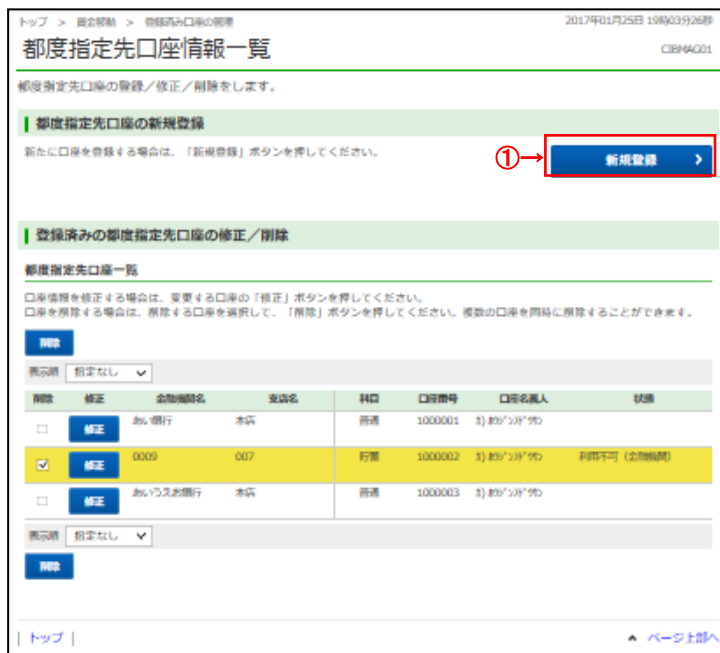 トップ > 資金移動 > 登録済み口座の管理
2017年01月25日 19時03分26秒
都度指定先口座情報一覧
CIBMAG01
都度指定先口座の登録／修正／削除をします。
都度指定先口座の新規登録
新たに口座を登録する場合は、「新規登録」ボタンを押してください。
①→
新規登録
登録済みの都度指定先口座の修正／削除
都度指定先口座一覧
口座情報を修正する場合は、変更する口座の「修正」ボタンを押してください。
口座を削除する場合は、削除する口座を選択して、「削除」ボタンを押してください。複数の口座を同時に削除することができます。
削除
表示順 指定なし
削除 修正 金融機関名 支店名 科目 口座番号 口座名義人 状態
修正 あい銀行 本店 普通 1000001
修正 0009 007 貯蓄 1000002 利用不可（金融機関）
修正 あいうえお銀行 本店 普通 1000003
表示順 指定なし
削除
| トップ |
ページ上部へ